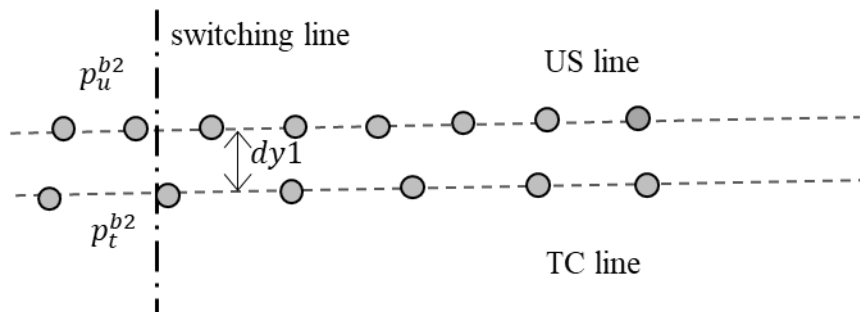 switching line
p_u^{b2}
US line
dy1
p_t^{b2}
TC line